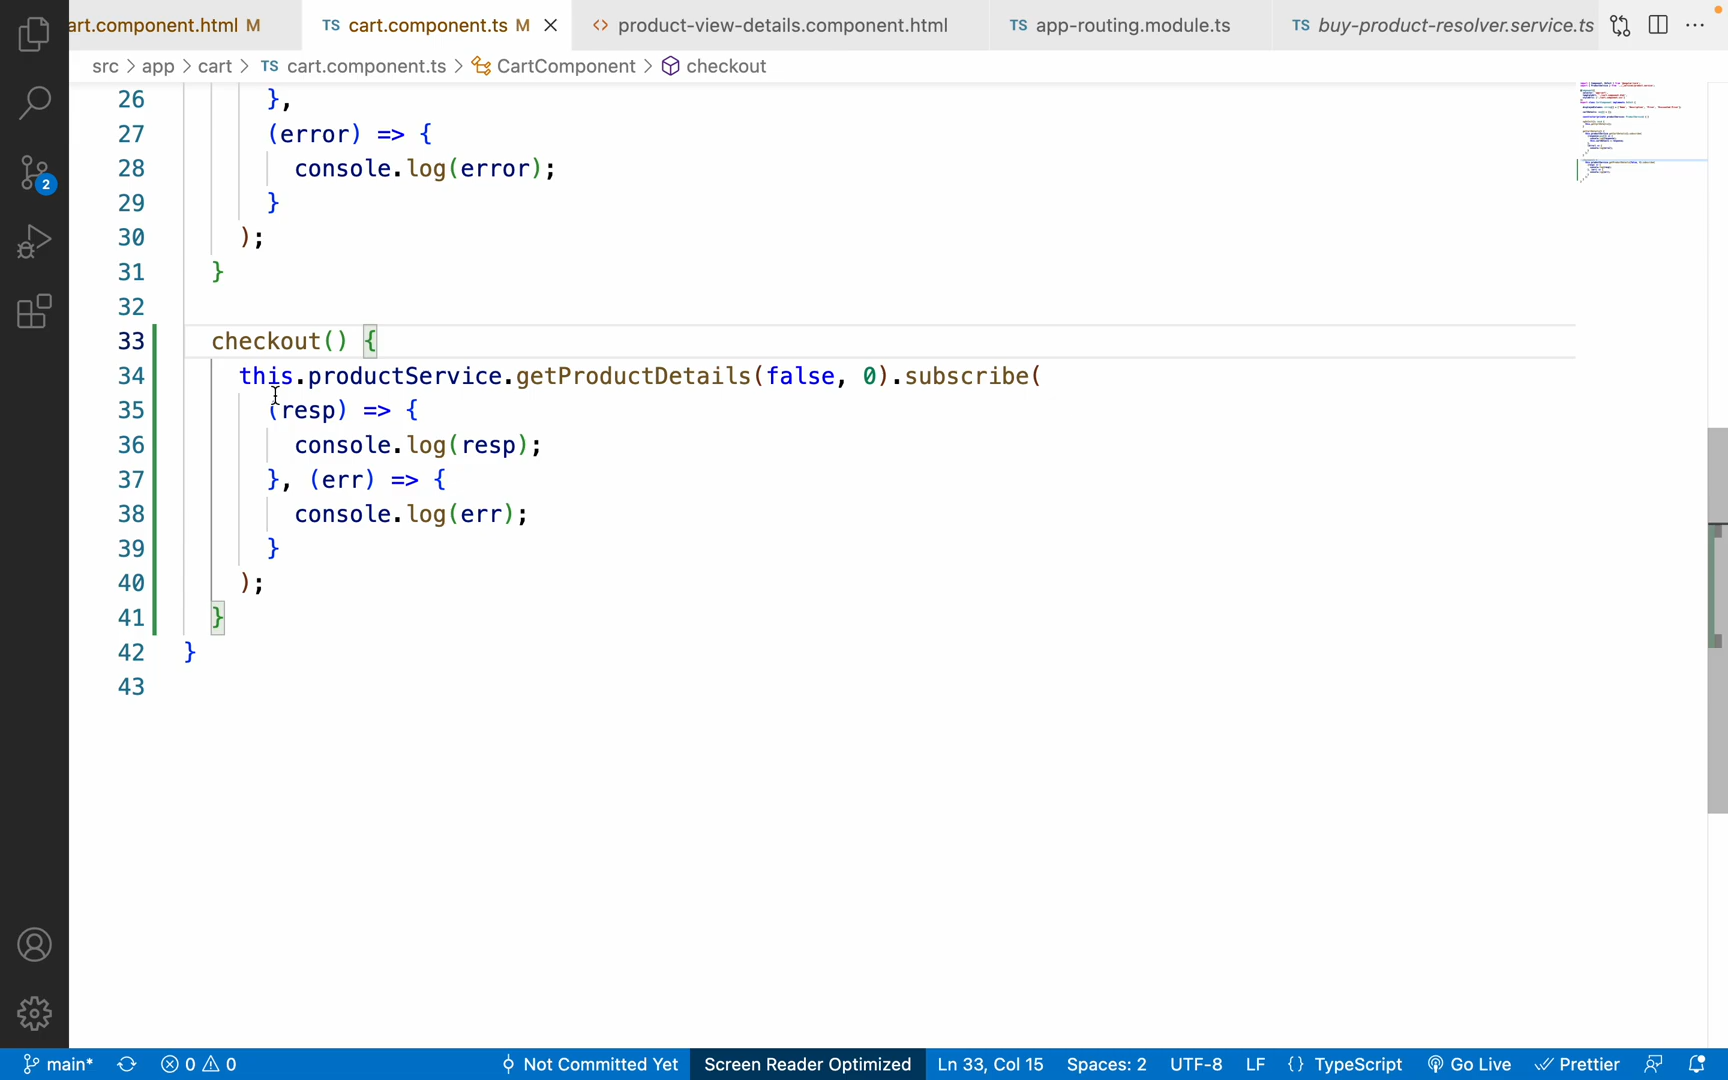 art.component.html M
TS cart.component.ts M
<> product-view-details.component.html
TS app-routing.module.ts
TS buy-product-resolver.service.ts
src > app > cart > TS cart.component.ts > CartComponent > checkout
26 },
27 (error) => {
28 console.log(error);
29 }
30 );
31 }
32
33 checkout() {
34 this.productService.getProductDetails(false, 0).subscribe(
35 (resp) => {
36 console.log(resp);
37 }, (err) => {
38 console.log(err);
39 }
40 );
41 }
42 }
43
2
main* 0 0 Not Committed Yet Screen Reader Optimized Ln 33, Col 15 Spaces: 2 UTF-8 LF {} TypeScript Go Live Prettier